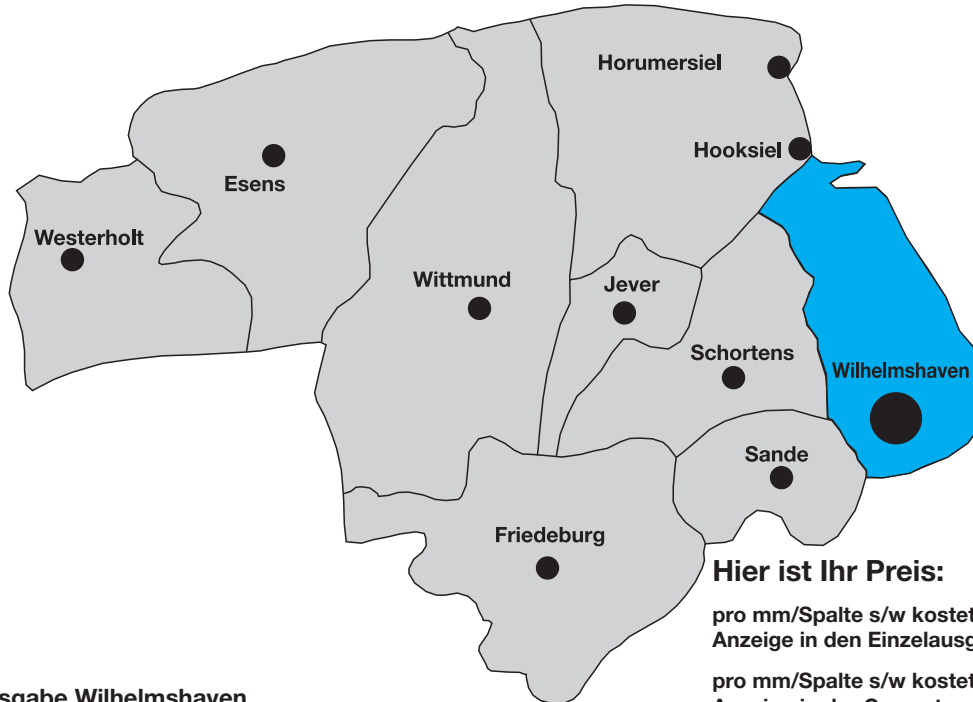 Horumersiel
Hooksiel
Esens
Westerholt
Wittmund
Jever
Schortens
Wilhelmshaven
Sande
Friedeburg
Hier ist Ihr Preis:
pro mm/Spalte s/w kostet
Anzeige in den Einzelausg
pro mm/Spalte s/w kostet
sgabe Wilhelmshaven